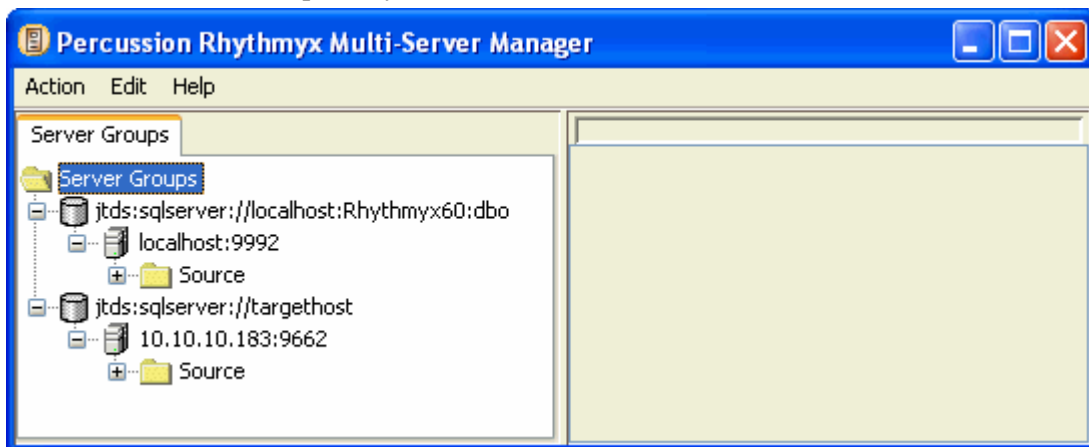 Percussion Rhythmyx Multi-Server Manager
Action Edit Help
Server Groups
Server Groups
jtds:sqlserver://localhost:Rhythmyx60:dbo
localhost:9992
Source
jtds:sqlserver://targethost
10.10.10.183:9662
Source